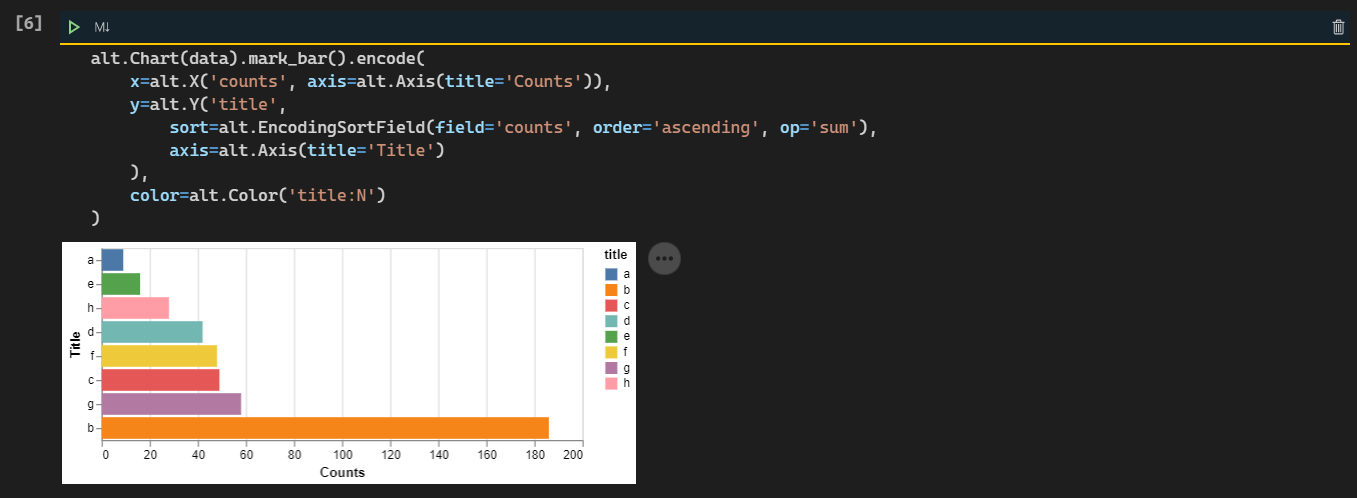 [6]
M↓
alt.Chart(data).mark_bar().encode(
    x=alt.X('counts', axis=alt.Axis(title='Counts')),
    y=alt.Y('title',
        sort=alt.EncodingSortField(field='counts', order='ascending', op='sum'),
        axis=alt.Axis(title='Title')
    ),
    color=alt.Color('title:N')
)
Title
a
e
h
d
f
c
g
b
0 20 40 60 80 100 120 140 160 180 200
Counts
title
a
b
c
d
e
f
g
h